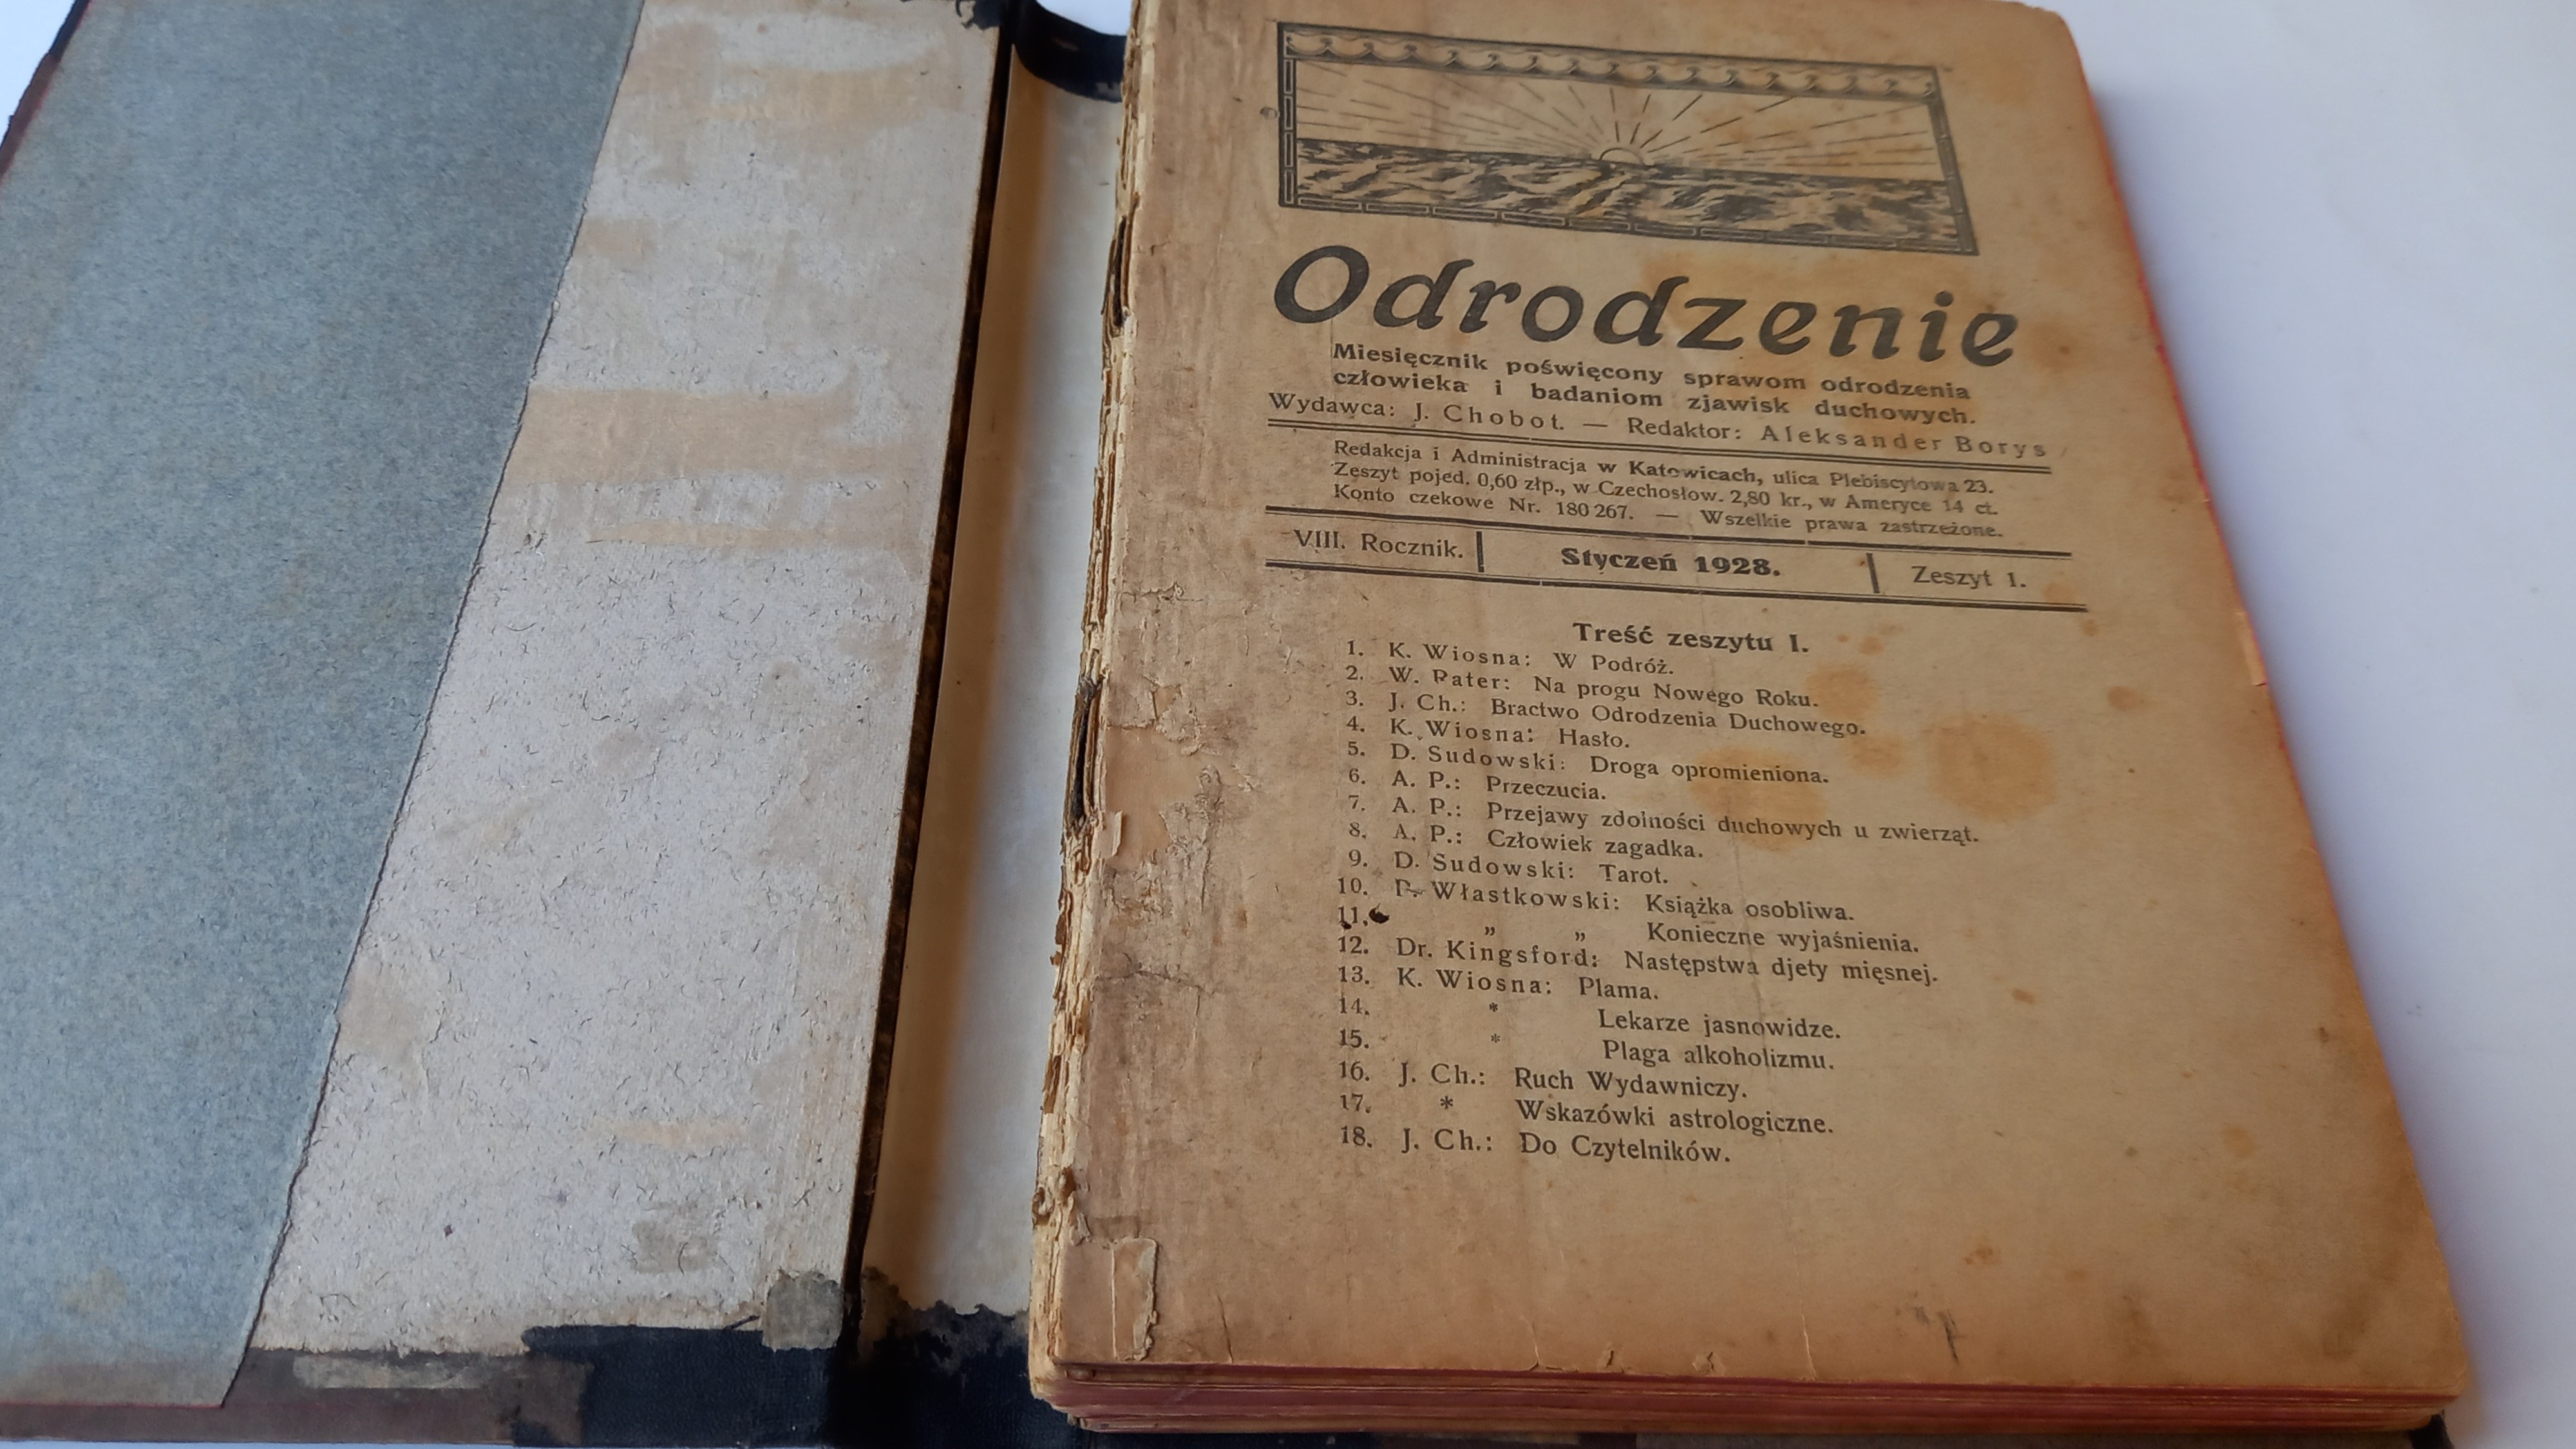 Odrodzenie
Miesięcznik poświęcony sprawom odrodzenia
człowieka i badaniom zjawisk duchowych.
Wydawca: J. Chobot. — Redaktor: Aleksander Borys
Redakcja i Administracja w Katowicach, ulica Plebiscytowa 23.
Zeszyt pojed. 0,60 złp., w Czechosłow. 2,80 kr., w Ameryce 14 ct.
Konto czekowe Nr. 180 267. — Wszelkie prawa zastrzeżone.
VIII. Rocznik. Styczeń 1928. Zeszyt 1.
Treść zeszytu I.
1. K. Wiosna: W Podróż.
2. W. Pater: Na progu Nowego Roku.
3. J. Ch.: Bractwo Odrodzenia Duchowego.
4. K. Wiosna: Hasło.
5. D. Sudowski: Droga opromieniona.
6. A. P.: Przeczucia.
7. A. P.: Przejawy zdolności duchowych u zwierząt.
8. A. P.: Człowiek zagadka.
9. D. Sudowski: Tarot.
10. P. Włastkowski: Książka osobliwa.
11. „ „ Konieczne wyjaśnienia.
12. Dr. Kingsford: Następstwa djety mięsnej.
13. K. Wiosna: Plama.
14. * Lekarze jasnowidze.
15. * Plaga alkoholizmu.
16. J. Ch.: Ruch Wydawniczy.
17. * Wskazówki astrologiczne.
18. J. Ch.: Do Czytelników.